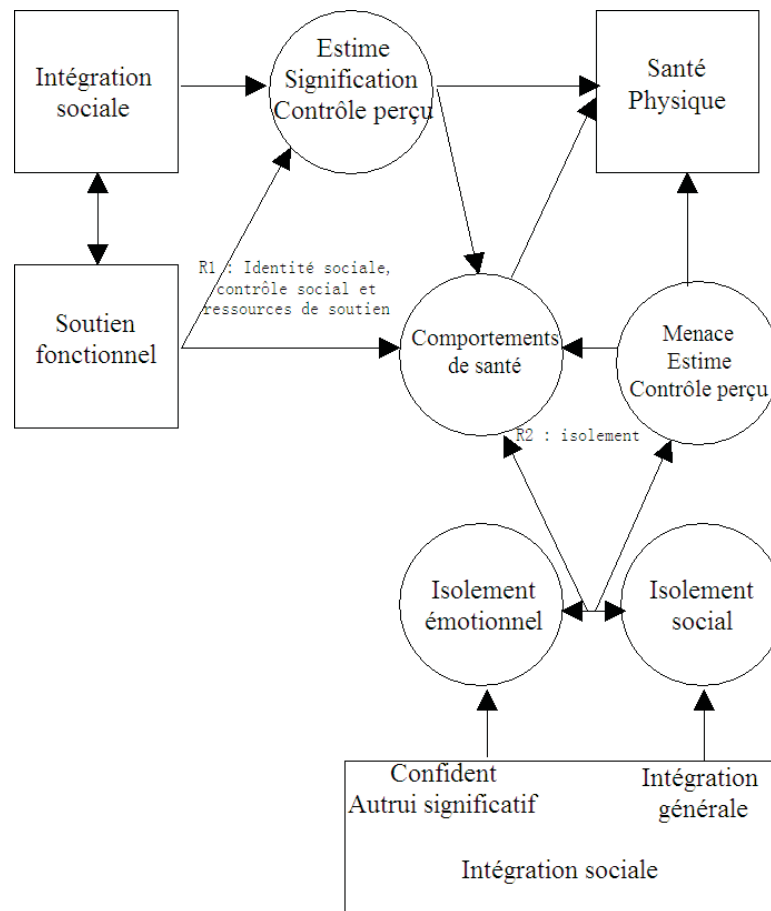 Intégration
sociale
Estime
Signification
Contrôle perçu
Santé
Physique
R1 : Identité sociale,
contrôle social et
ressources de soutien
Soutien
fonctionnel
Comportements
de santé
Menace
Estime
Contrôle perçu
R2 : isolement
Isolement
émotionnel
Isolement
social
Confident
Autrui significatif
Intégration
générale
Intégration sociale